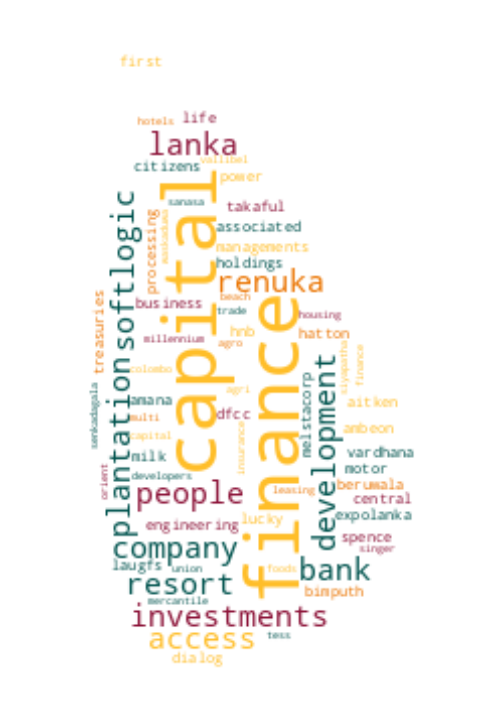 first
hotels
life
lanka
citizens
vallibel
power
capital
sanasa
takaful
softlogic
processing
associated
managements
holdings
renuka
treasuries
business
beach
trade
housing
finance
millennium
agro
hnb
hatton
colombo
siyapatha
finance
development
melstacorp
plantation
senkadagala
agri
amana
multi
dfcc
aitken
capital
insurance
ambeon
milk
vardhana
motor
orient
developers
people
leasing
berumala
central
engineering
lucky
expolanka
spence
singer
company
laugfs
union
foods
bank
resort
bimputh
mercantile
investments
access
tess
dialog